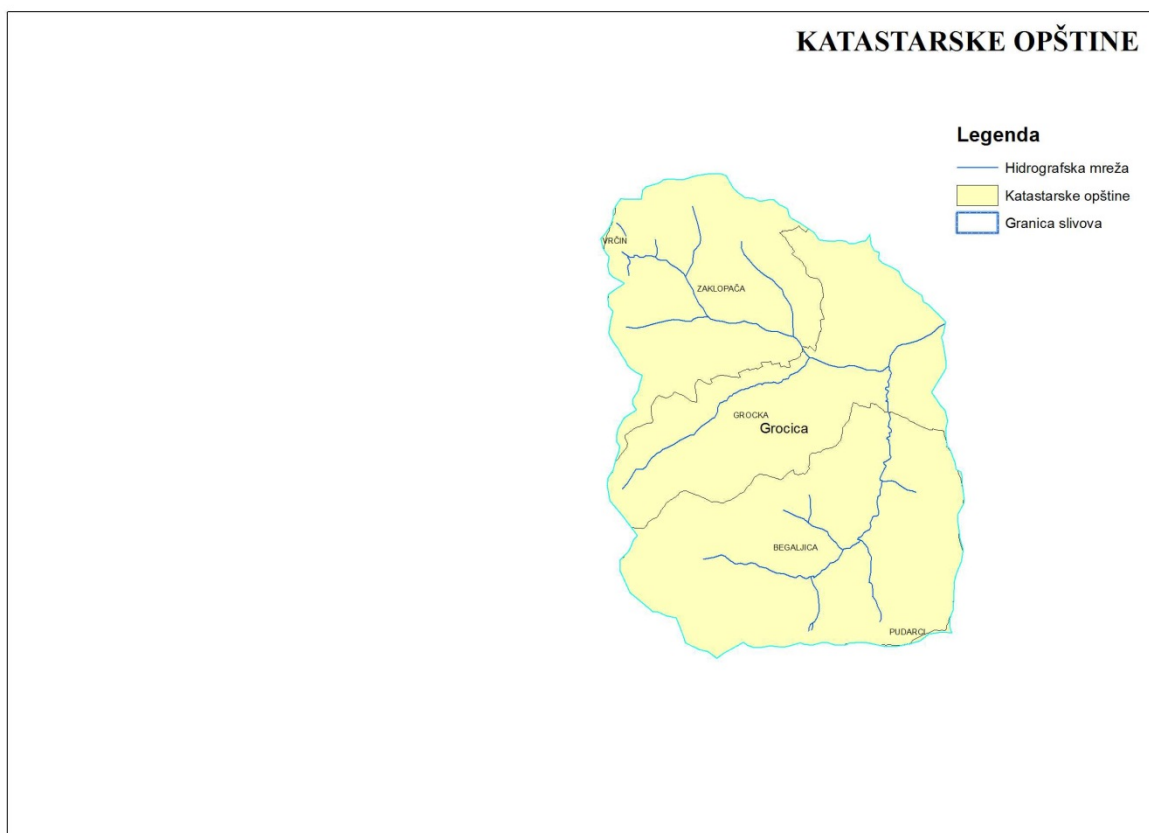 KATASTARSKE OPŠTINE
Legenda
Hidrografska mreža
Katastarske opštine
Granica slivova
VRČIN
ZAKLOPAČA
GROCKA
Grocica
BEGALJICA
PUDARCI